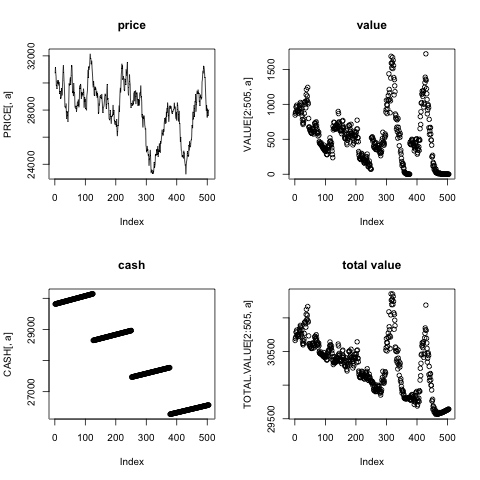 price
PRICE[, a]
32000
28000
24000
0 100 200 300 400 500
Index
value
VALUE[2:505, a]
1500
1000
500
0
0 100 200 300 400 500
Index
cash
CASH[, a]
29000
27000
0 100 200 300 400 500
Index
total value
TOTAL.VALUE[2:505, a]
30500
29500
0 100 200 300 400 500
Index